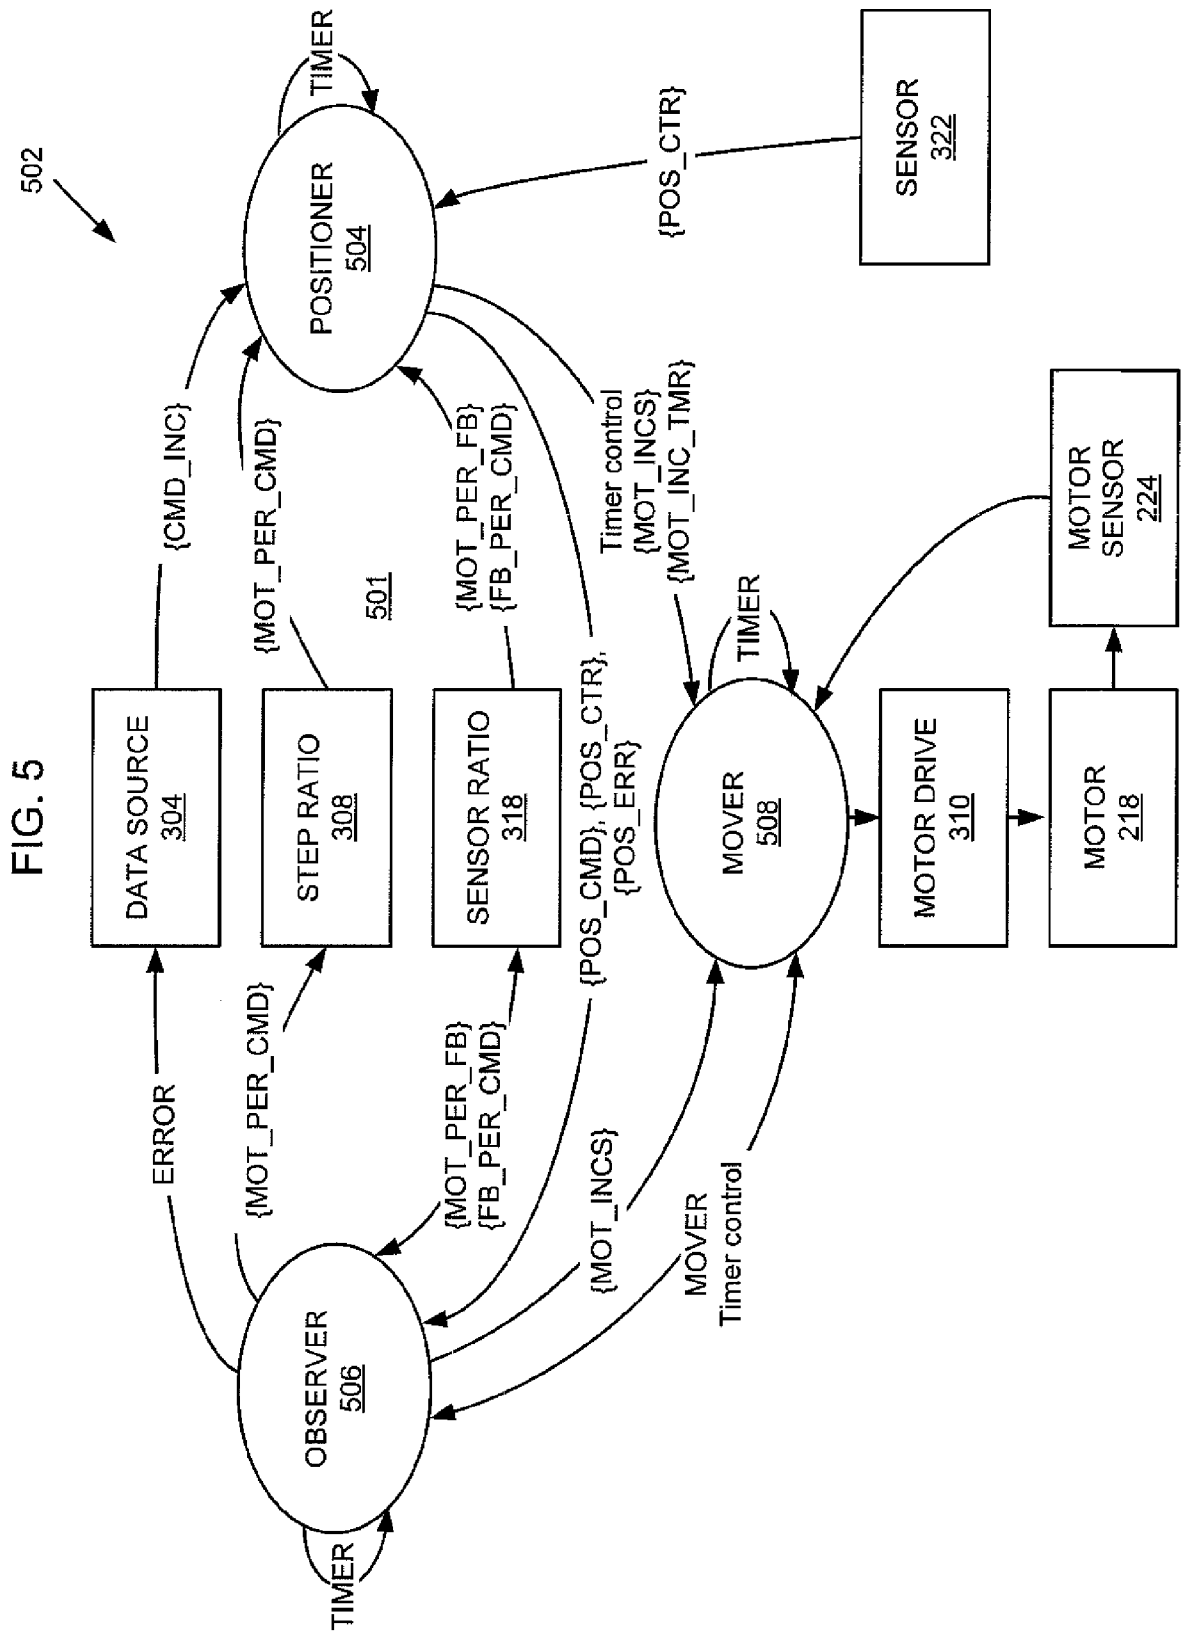 FIG. 5
502
ERROR
DATA SOURCE
304
{CMD_INC}
{MOT_PER_CMD}
STEP RATIO
308
{MOT_PER_CMD}
501
TIMER
OBSERVER
506
POSITIONER
504
TIMER
{MOT_PER_FB}
{FB_PER_CMD}
SENSOR RATIO
318
{MOT_PER_FB}
{FB_PER_CMD}
{POS_CMD}, {POS_CTR},
{POS_ERR}
{MOT_INCS}
Timer control
{MOT_INCS}
{MOT_INC_TMR}
{POS_CTR}
MOVER
Timer control
MOVER
508
TIMER
SENSOR
322
MOTOR DRIVE
310
MOTOR
218
MOTOR
SENSOR
224